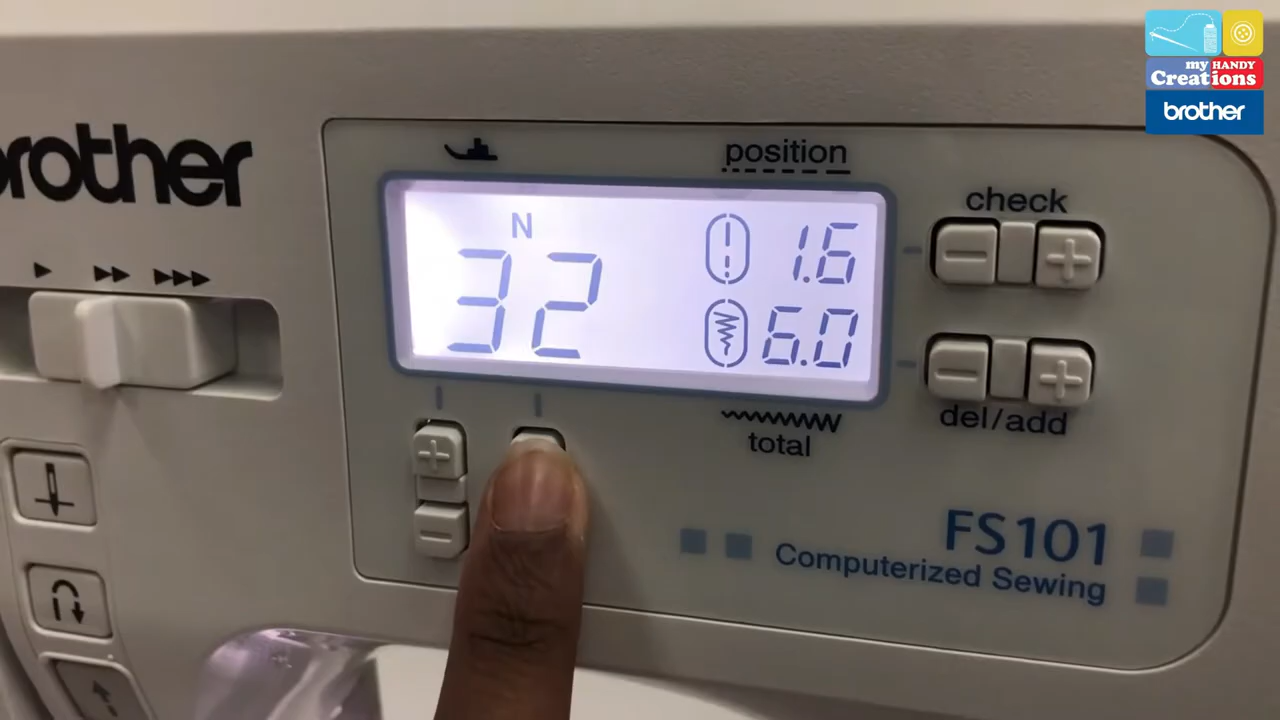 my HANDY
Creations
brother
brother
position
check
N
32
1.6
6.0
total
del/add
FS101
Computerized Sewing